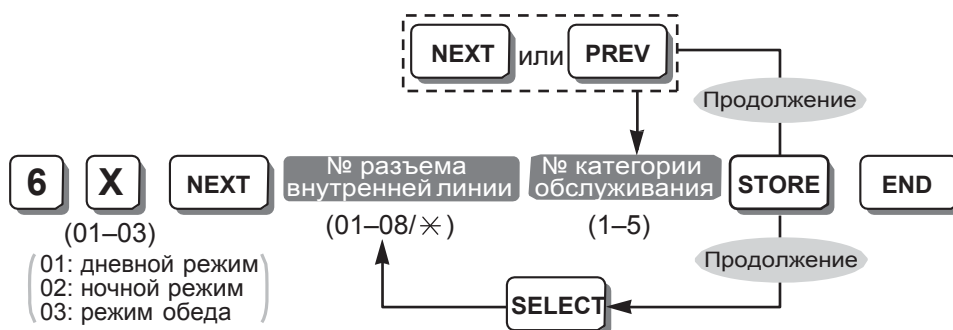 NEXT или PREV
Продолжение
6 X NEXT № разъема внутренней линии № категории обслуживания STORE END
(01–03) (01–08/✳) (1–5)
01: дневной режим
02: ночной режим
03: режим обеда
Продолжение
SELECT